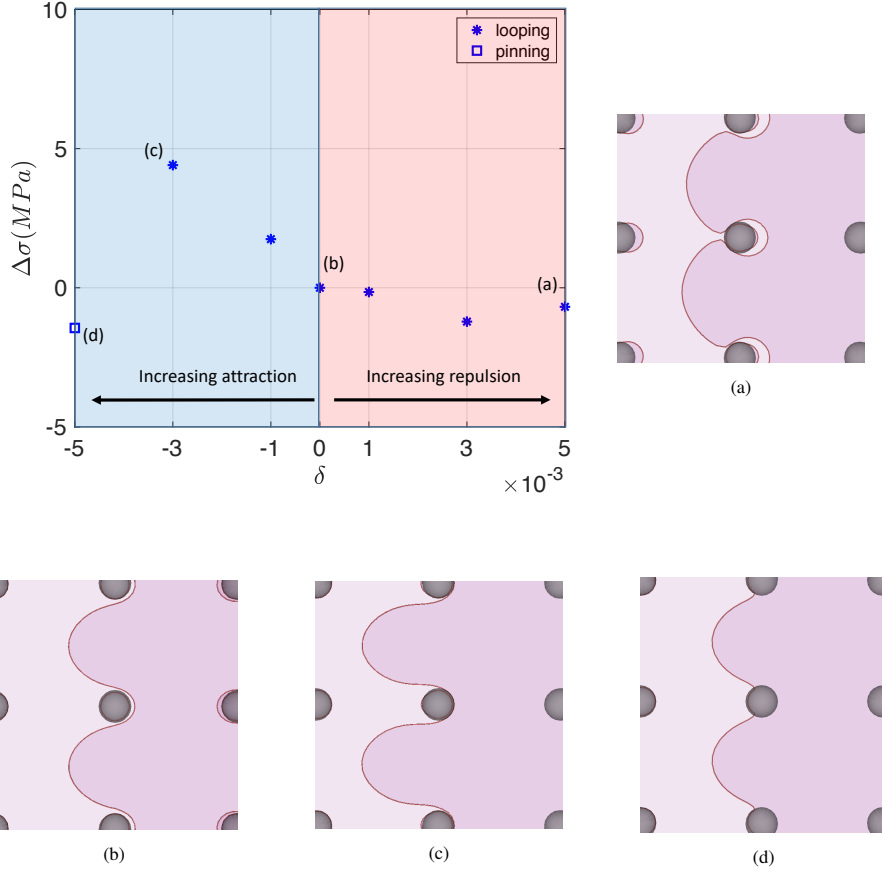 10
5
0
-5
Δσ(MPa)
looping
pinning
(c)
(b)
(a)
(d)
Increasing attraction
Increasing repulsion
-5
-3
-1
0
1
3
5
δ
×10⁻³
(a)
(b)
(c)
(d)